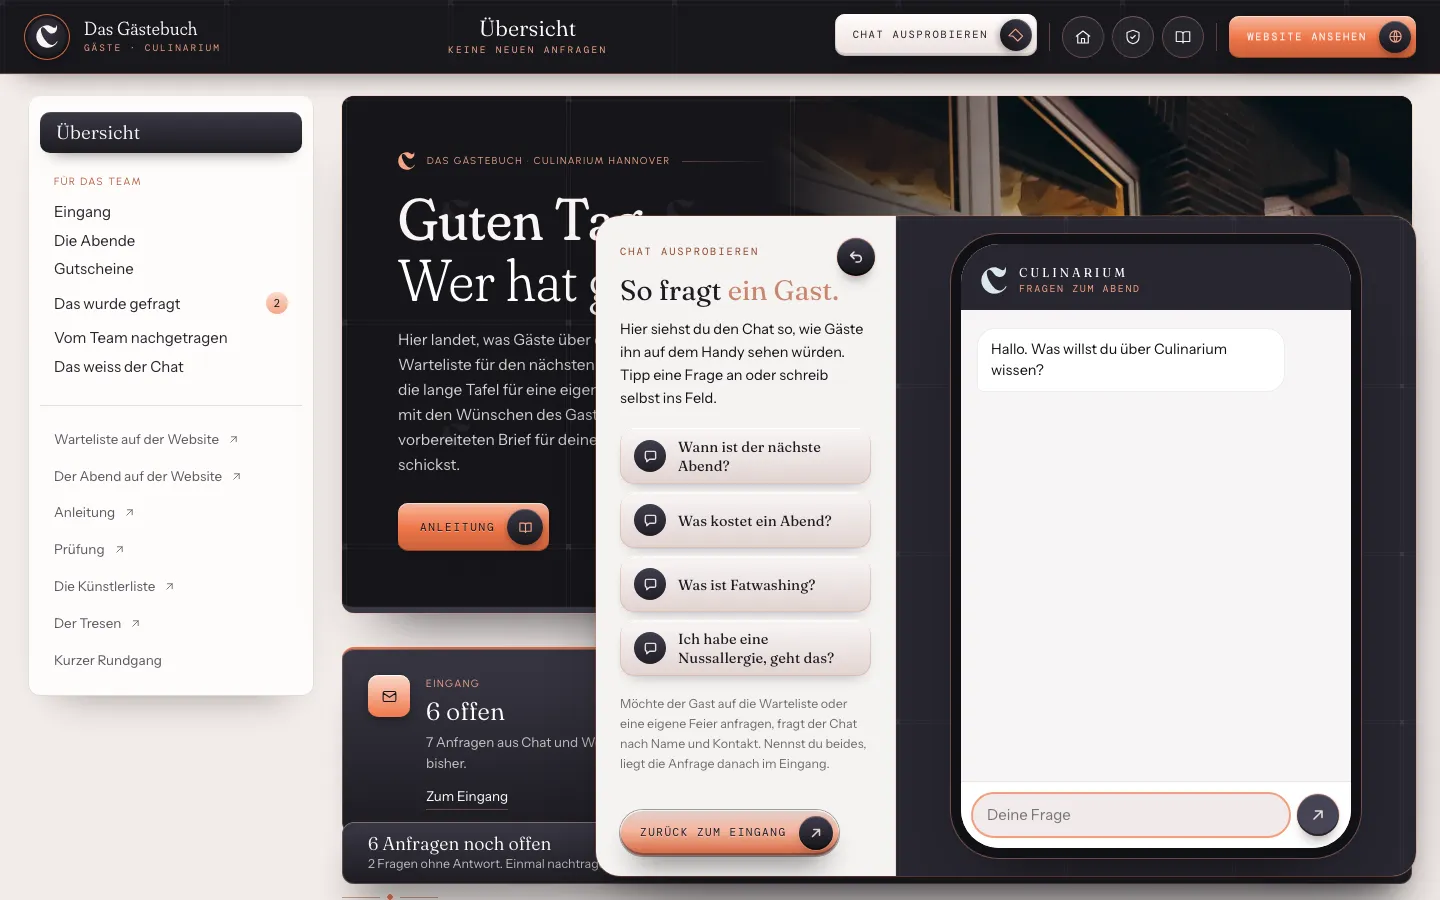 Das Gästebuch
GÄSTE · CULINARIUM
Übersicht
KEINE NEUEN ANFRAGEN
CHAT AUSPROBIEREN
WEBSITE ANSEHEN
Übersicht
FÜR DAS TEAM
Eingang
Die Abende
Gutscheine
Das wurde gefragt
2
Vom Team nachgetragen
Das weiss der Chat
Warteliste auf der Website
Der Abend auf der Website
Anleitung
Prüfung
Die Künstlerliste
Der Tresen
Kurzer Rundgang
DAS GÄSTEBUCH · CULINARIUM HANNOVER
Guten Tag
Wer hat
Hier landet, was Gäste über
Warteliste für den nächsten
die lange Tafel für eine
mit den Wünschen des
vorbereiteten Brief für deine
schickst.
ANLEITUNG
EINGANG
6 offen
7 Anfragen aus Chat und
bisher.
Zum Eingang
6 Anfragen noch offen
2 Fragen ohne Antwort. Einmal
CHAT AUSPROBIEREN
So fragt ein Gast.
Hier siehst du den Chat so, wie Gäste
ihn auf dem Handy sehen würden.
Tipp eine Frage an oder schreib
selbst ins Feld.
Wann ist der nächste
Abend?
Was kostet ein Abend?
Was ist Fatwashing?
Ich habe eine
Nussallergie, geht das?
Möchte der Gast auf die Warteliste oder
eine eigene Feier anfragen, fragt der Chat
nach Name und Kontakt. Nennst du beides,
liegt die Anfrage danach im Eingang.
ZURÜCK ZUM EINGANG
CULINARIUM
FRAGEN ZUM ABEND
Hallo. Was willst du über Culinarium
wissen?
Deine Frage